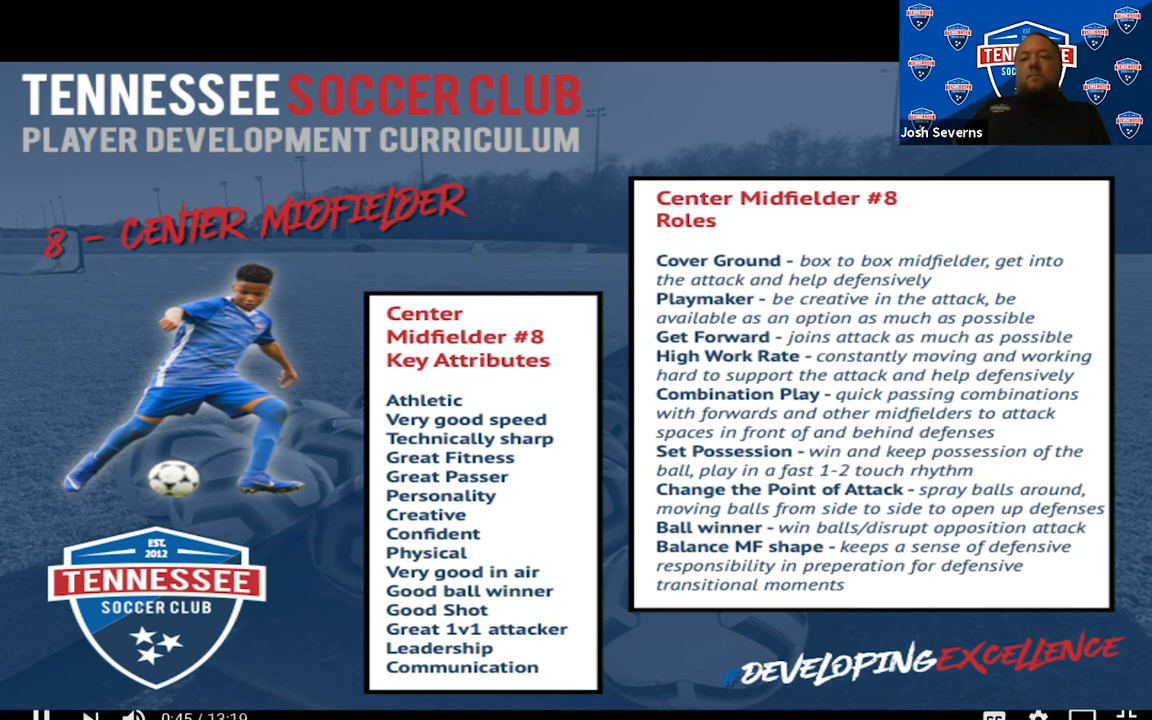 TENNESSEE SOCCER CLUB
PLAYER DEVELOPMENT CURRICULUM
Josh Severns
8 - CENTER MIDFIELDER
Center
Midfielder #8
Key Attributes
Athletic
Very good speed
Technically sharp
Great Fitness
Great Passer
Personality
Creative
Confident
Physical
Very good in air
Good ball winner
Good Shot
Great 1v1 attacker
Leadership
Communication
Center Midfielder #8
Roles
Cover Ground - box to box midfielder, get into
the attack and help defensively
Playmaker - be creative in the attack, be
available as an option as much as possible
Get Forward - joins attack as much as possible
High Work Rate - constantly moving and working
hard to support the attack and help defensively
Combination Play - quick passing combinations
with forwards and other midfielders to attack
spaces in front of and behind defenses
Set Possession - win and keep possession of the
ball, play in a fast 1-2 touch rhythm
Change the Point of Attack - spray balls around,
moving balls from side to side to open up defenses
Ball winner - win balls/disrupt opposition attack
Balance MF shape - keeps a sense of defensive
responsibility in preperation for defensive
transitional moments
EST.
2012
TENNESSEE
SOCCER CLUB
#DEVELOPINGEXCELLENCE
0:45 / 13:19